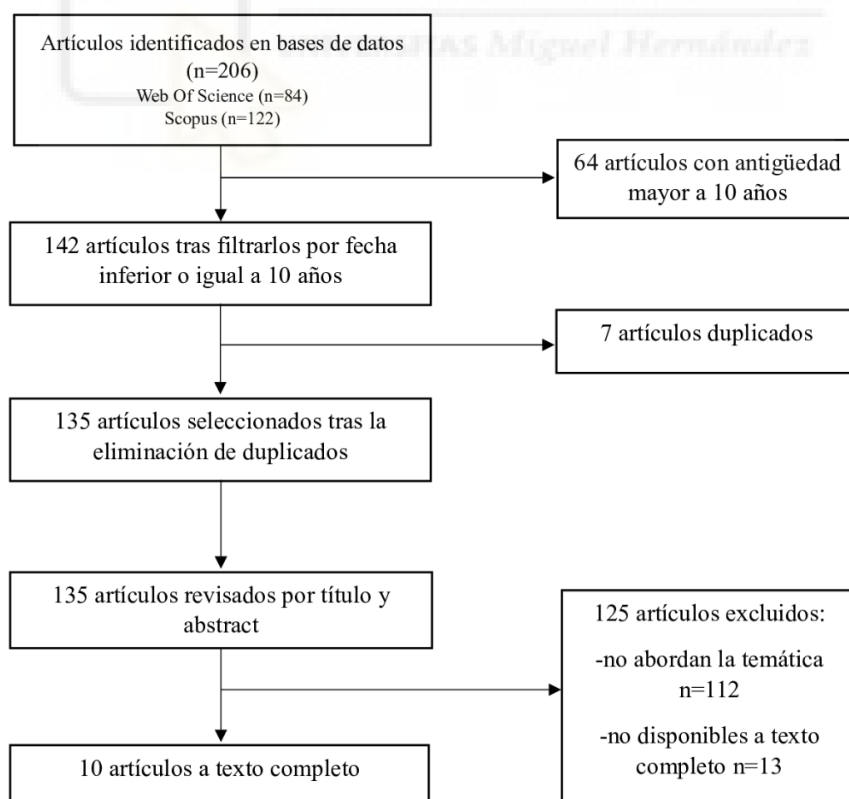 UNIVERSITAS Miguel Hernández
Artículos identificados en bases de datos
(n=206)
Web Of Science (n=84)
Scopus (n=122)
64 artículos con antigüedad
mayor a 10 años
142 artículos tras filtrarlos por fecha
inferior o igual a 10 años
7 artículos duplicados
135 artículos seleccionados tras la
eliminación de duplicados
135 artículos revisados por título y
abstract
125 artículos excluidos:
-no abordan la temática
n=112
-no disponibles a texto
completo n=13
10 artículos a texto completo